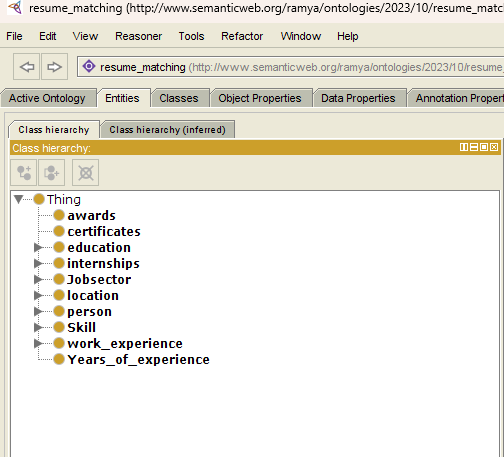 resume_matching (http://www.semanticweb.org/ramya/ontologies/2023/10/resume_matc
File Edit View Reasoner Tools Refactor Window Help
resume_matching (http://www.semanticweb.org/ramya/ontologies/2023/10/resume_
Active Ontology Entities Classes Object Properties Data Properties Annotation Propert
Class hierarchy Class hierarchy (inferred)
Class hierarchy:
Thing
awards
certificates
education
internships
Jobsector
location
person
Skill
work_experience
Years_of_experience